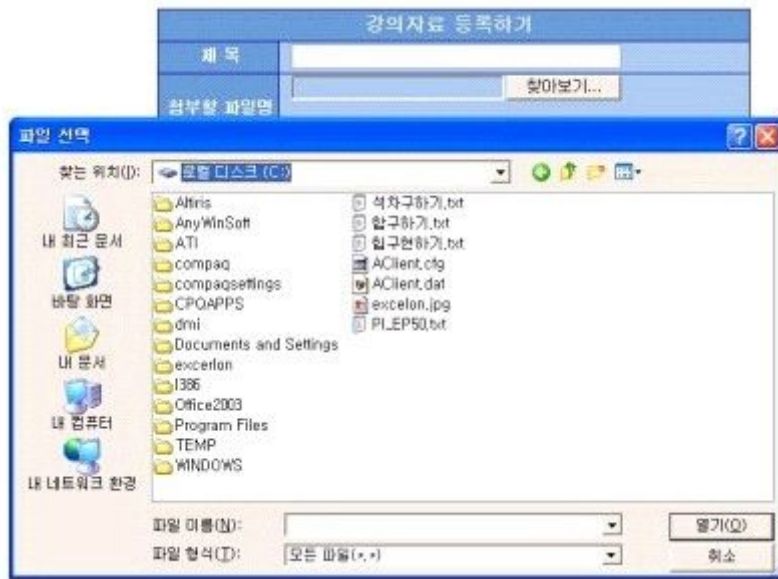 강의자료 등록하기
제 목
첨부할 파일명
찾아보기...
파일 선택
찾는 위치(I):
로컬 디스크 (C:)
내 최근 문서
바탕 화면
내 문서
내 컴퓨터
내 네트워크 환경
Altiris
AnyWinSoft
ATI
compaq
compaqsettings
CPQAPPS
dmi
Documents and Settings
excerlon
I386
Office2003
Program Files
TEMP
WINDOWS
석차구하기.txt
합구하기.txt
힙구현하기.txt
AClient.cfg
AClient.dat
excelon.jpg
PI_EP50.txt
파일 이름(N):
열기(O)
파일 형식(T):
모든 파일(*.*)
취소